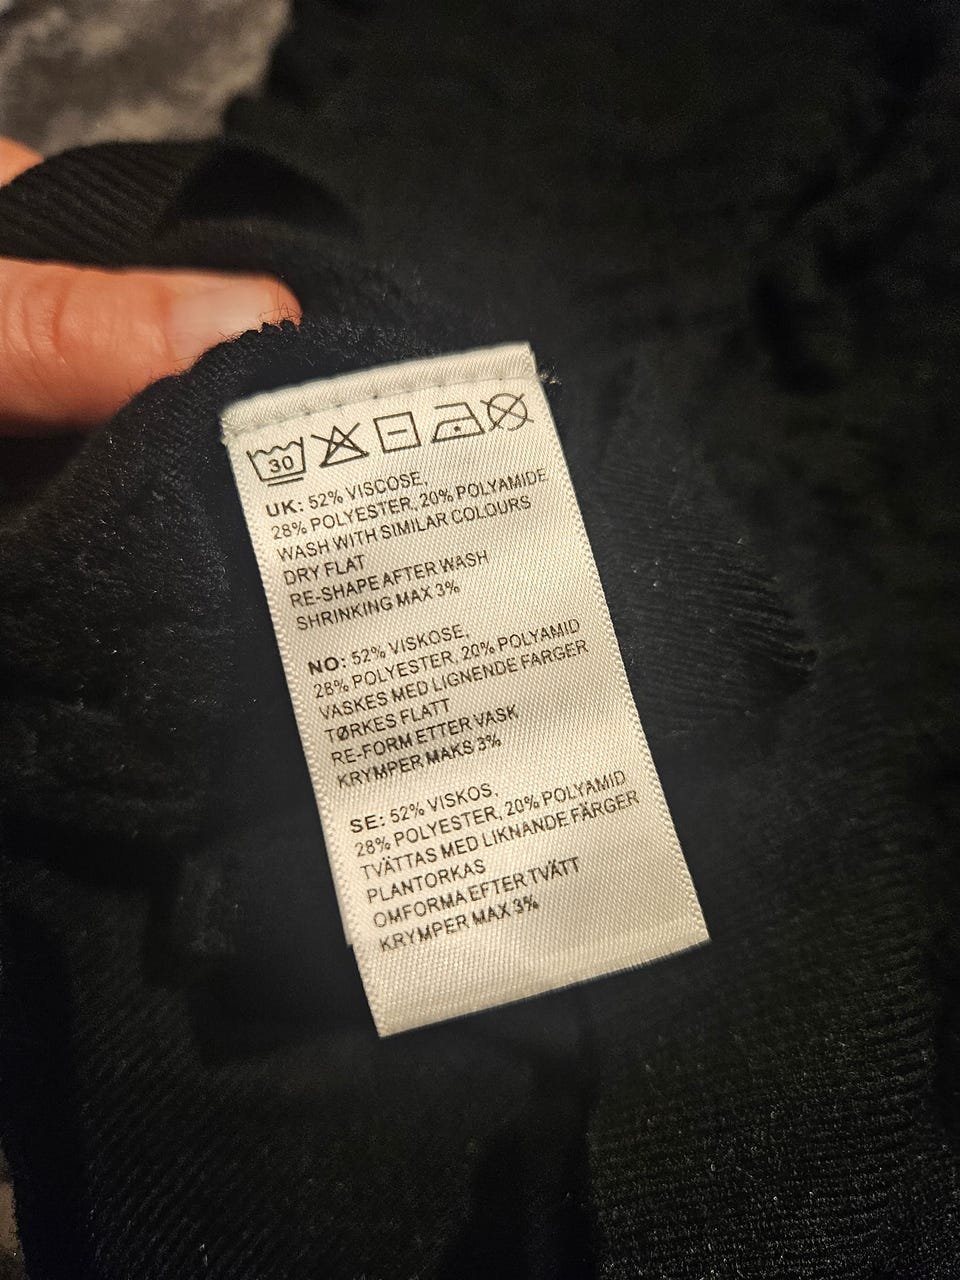 30
UK: 52% VISCOSE,
28% POLYESTER, 20% POLYAMIDE
WASH WITH SIMILAR COLOURS
DRY FLAT
RE-SHAPE AFTER WASH
SHRINKING MAX 3%
NO: 52% VISKOSE,
28% POLYESTER, 20% POLYAMID
VASKES MED LIGNENDE FARGER
TØRKES FLATT
RE-FORM ETTER VASK
KRYMPER MAKS 3%
SE: 52% VISKOS,
28% POLYESTER, 20% POLYAMID
TVÄTTAS MED LIKNANDE FÄRGER
PLANTORKAS
OMFORMA EFTER TVÄTT
KRYMPER MAX 3%